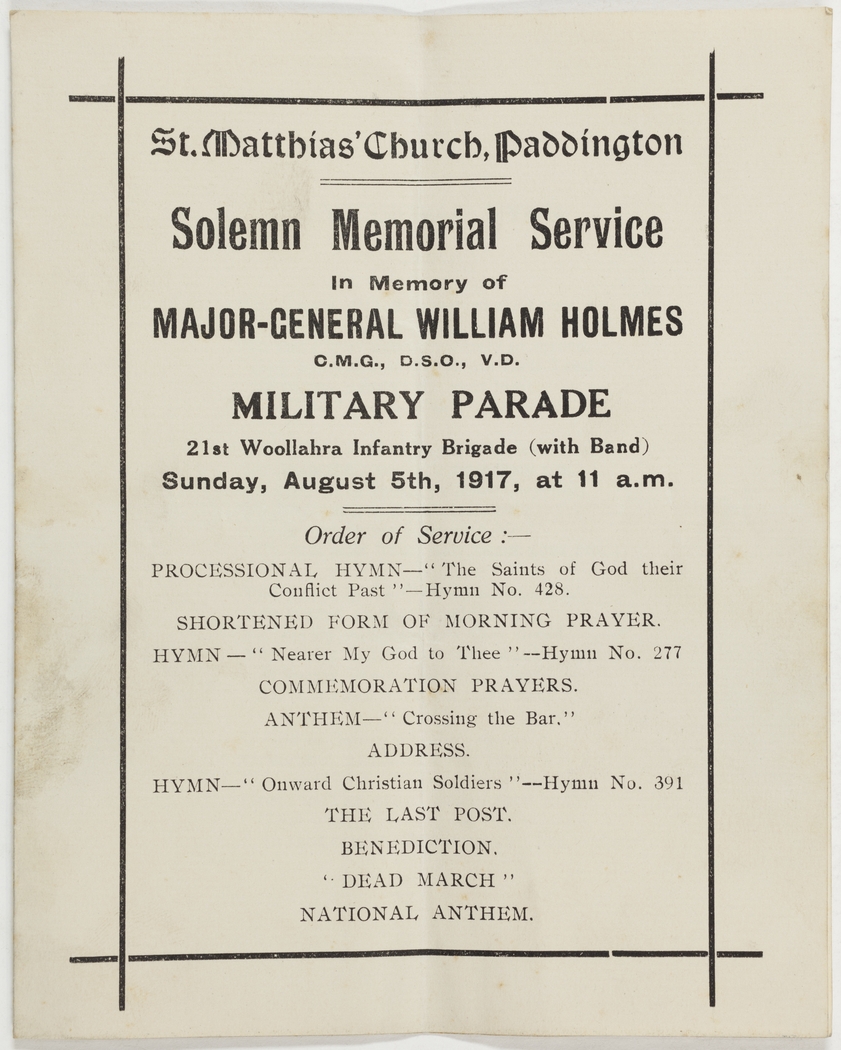 St. Matthias' Church, Paddington
Solemn Memorial Service
In Memory of
MAJOR-GENERAL WILLIAM HOLMES
C.M.G., D.S.O., V.D.
MILITARY PARADE
21st Woollahra Infantry Brigade (with Band)
Sunday, August 5th, 1917, at 11 a.m.
Order of Service :—
PROCESSIONAL HYMN—“ The Saints of God their
Conflict Past ”—Hymn No. 428.
SHORTENED FORM OF MORNING PRAYER.
HYMN — “ Nearer My God to Thee ”--Hymn No. 277
COMMEMORATION PRAYERS.
ANTHEM—“ Crossing the Bar.”
ADDRESS.
HYMN—“ Onward Christian Soldiers ”--Hymn No. 391
THE LAST POST.
BENEDICTION.
“ DEAD MARCH ”
NATIONAL ANTHEM.